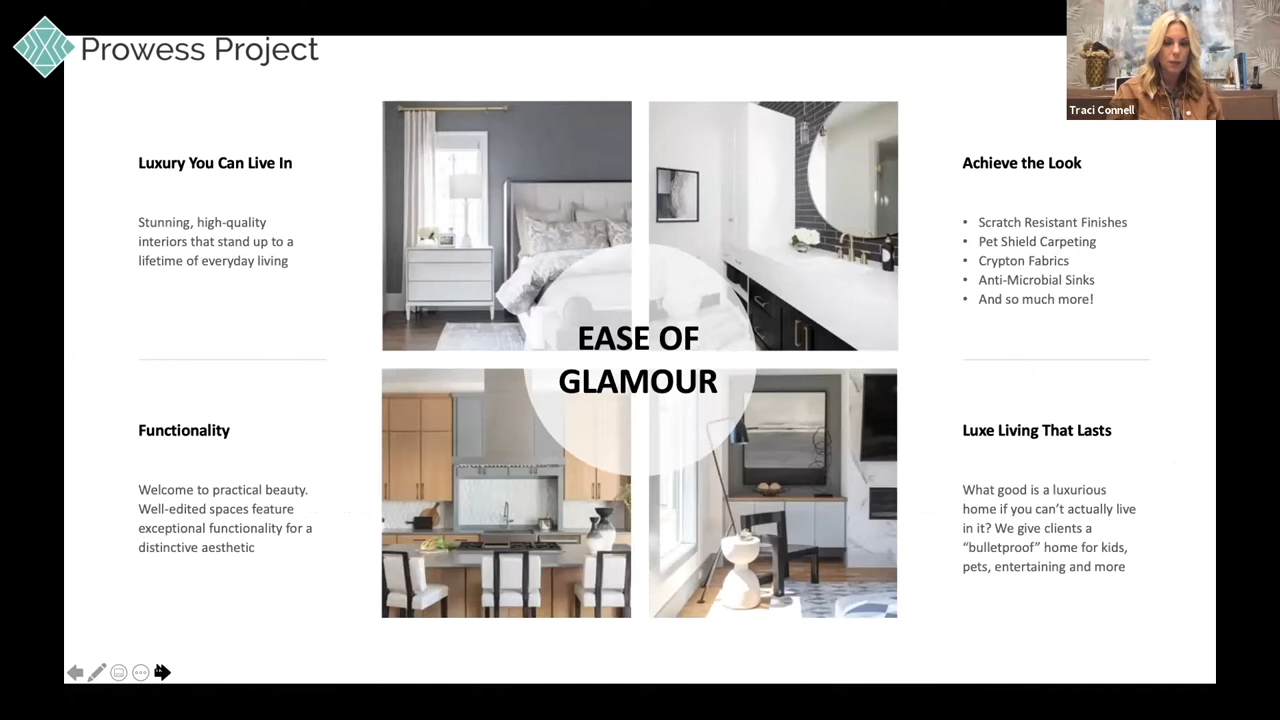 Prowess Project
Traci Connell
Luxury You Can Live In
Stunning, high-quality
interiors that stand up to a
lifetime of everyday living
Functionality
Welcome to practical beauty.
Well-edited spaces feature
exceptional functionality for a
distinctive aesthetic
EASE OF
GLAMOUR
Achieve the Look
• Scratch Resistant Finishes
• Pet Shield Carpeting
• Crypton Fabrics
• Anti-Microbial Sinks
• And so much more!
Luxe Living That Lasts
What good is a luxurious
home if you can’t actually live
in it? We give clients a
“bulletproof” home for kids,
pets, entertaining and more